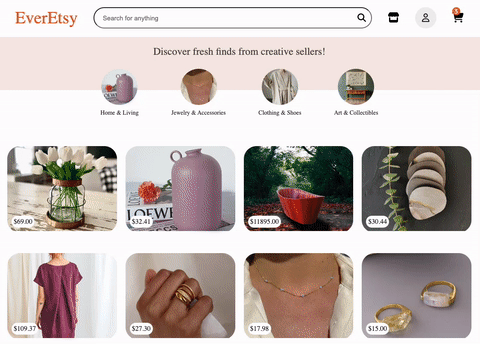 EverEtsy
Search for anything
3
Discover fresh finds from creative sellers!
Home & Living
Jewelry & Accessories
Clothing & Shoes
Art & Collectibles
$69.00
$32.41
$11895.00
$30.44
$109.37
$27.30
$17.98
$15.00